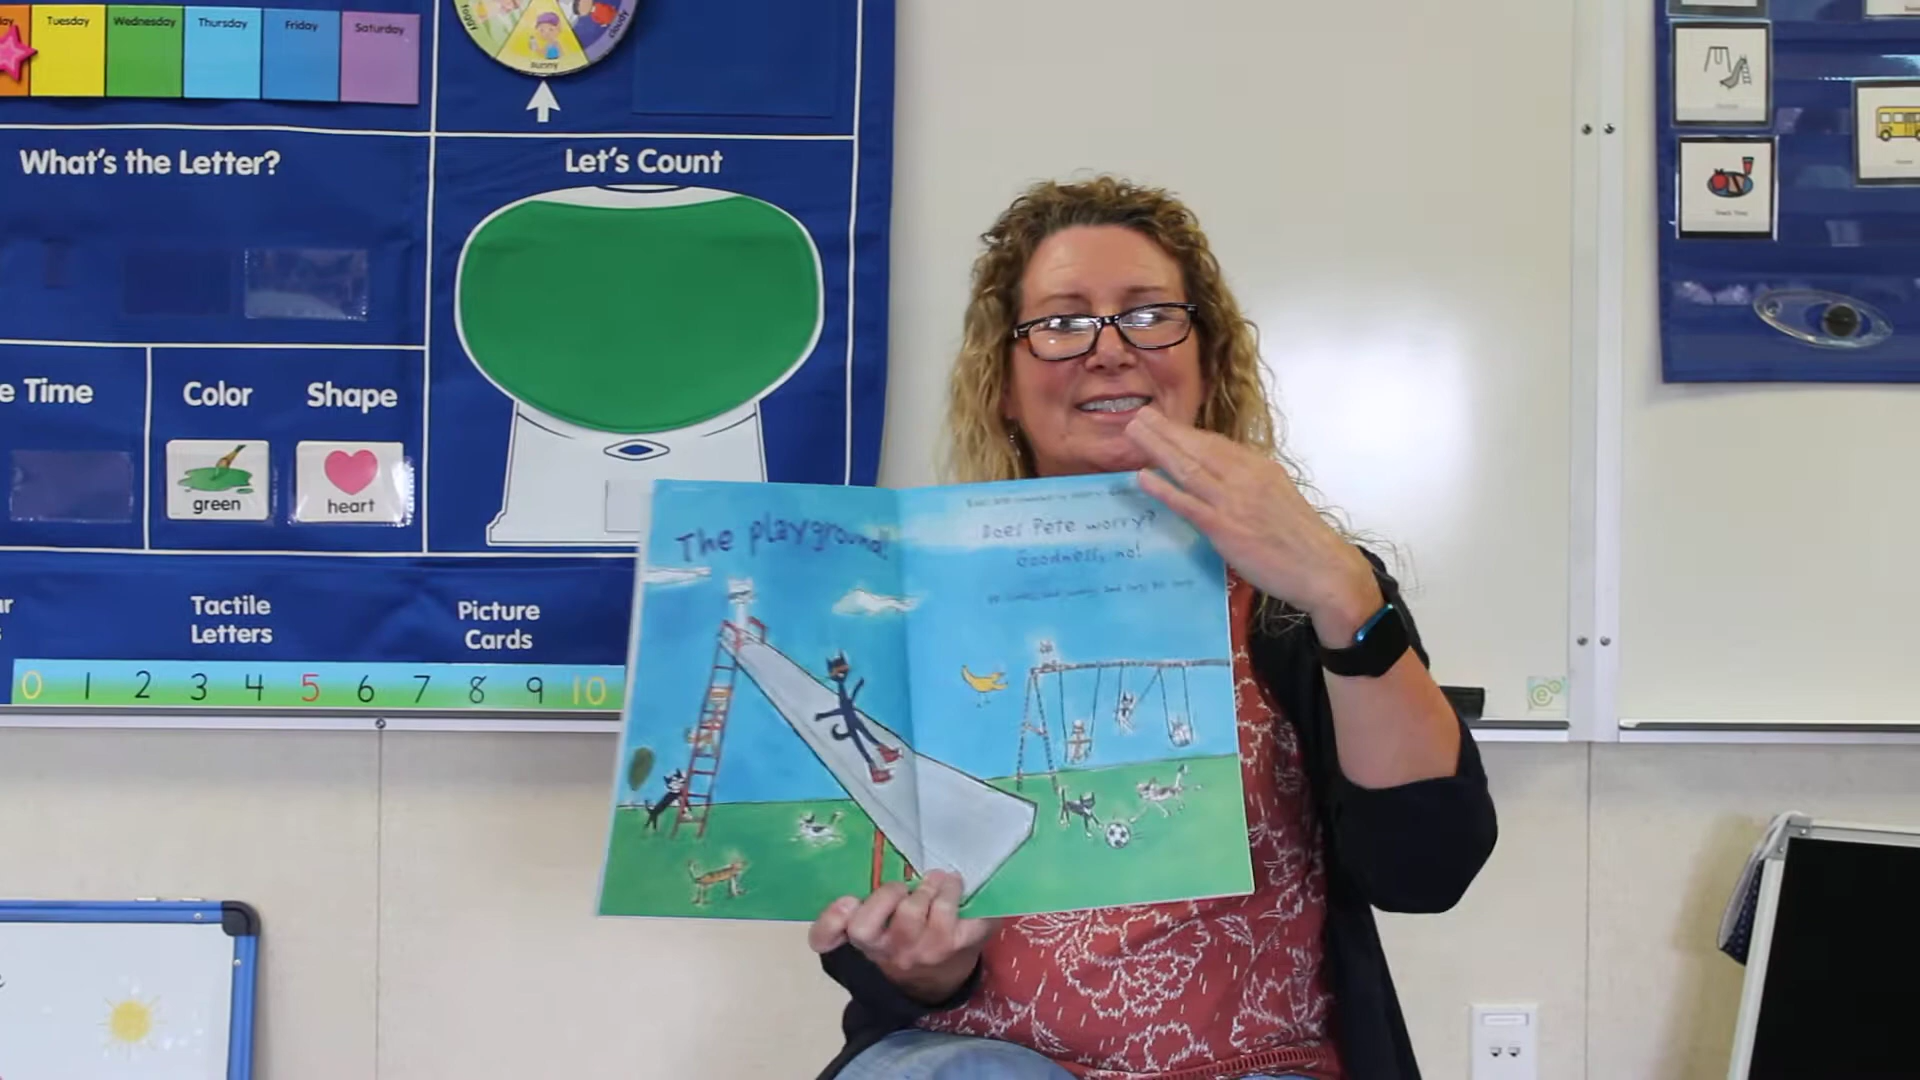 Tuesday
Wednesday
Thursday
Friday
Saturday
foggy
sunny
cloudy
What's the Letter?
Let's Count
e Time
Color
Shape
green
heart
Tactile
Letters
Picture
Cards
0 1 2 3 4 5 6 7 8 9 10
The playground!
Does Pete worry?
Goodness, no!